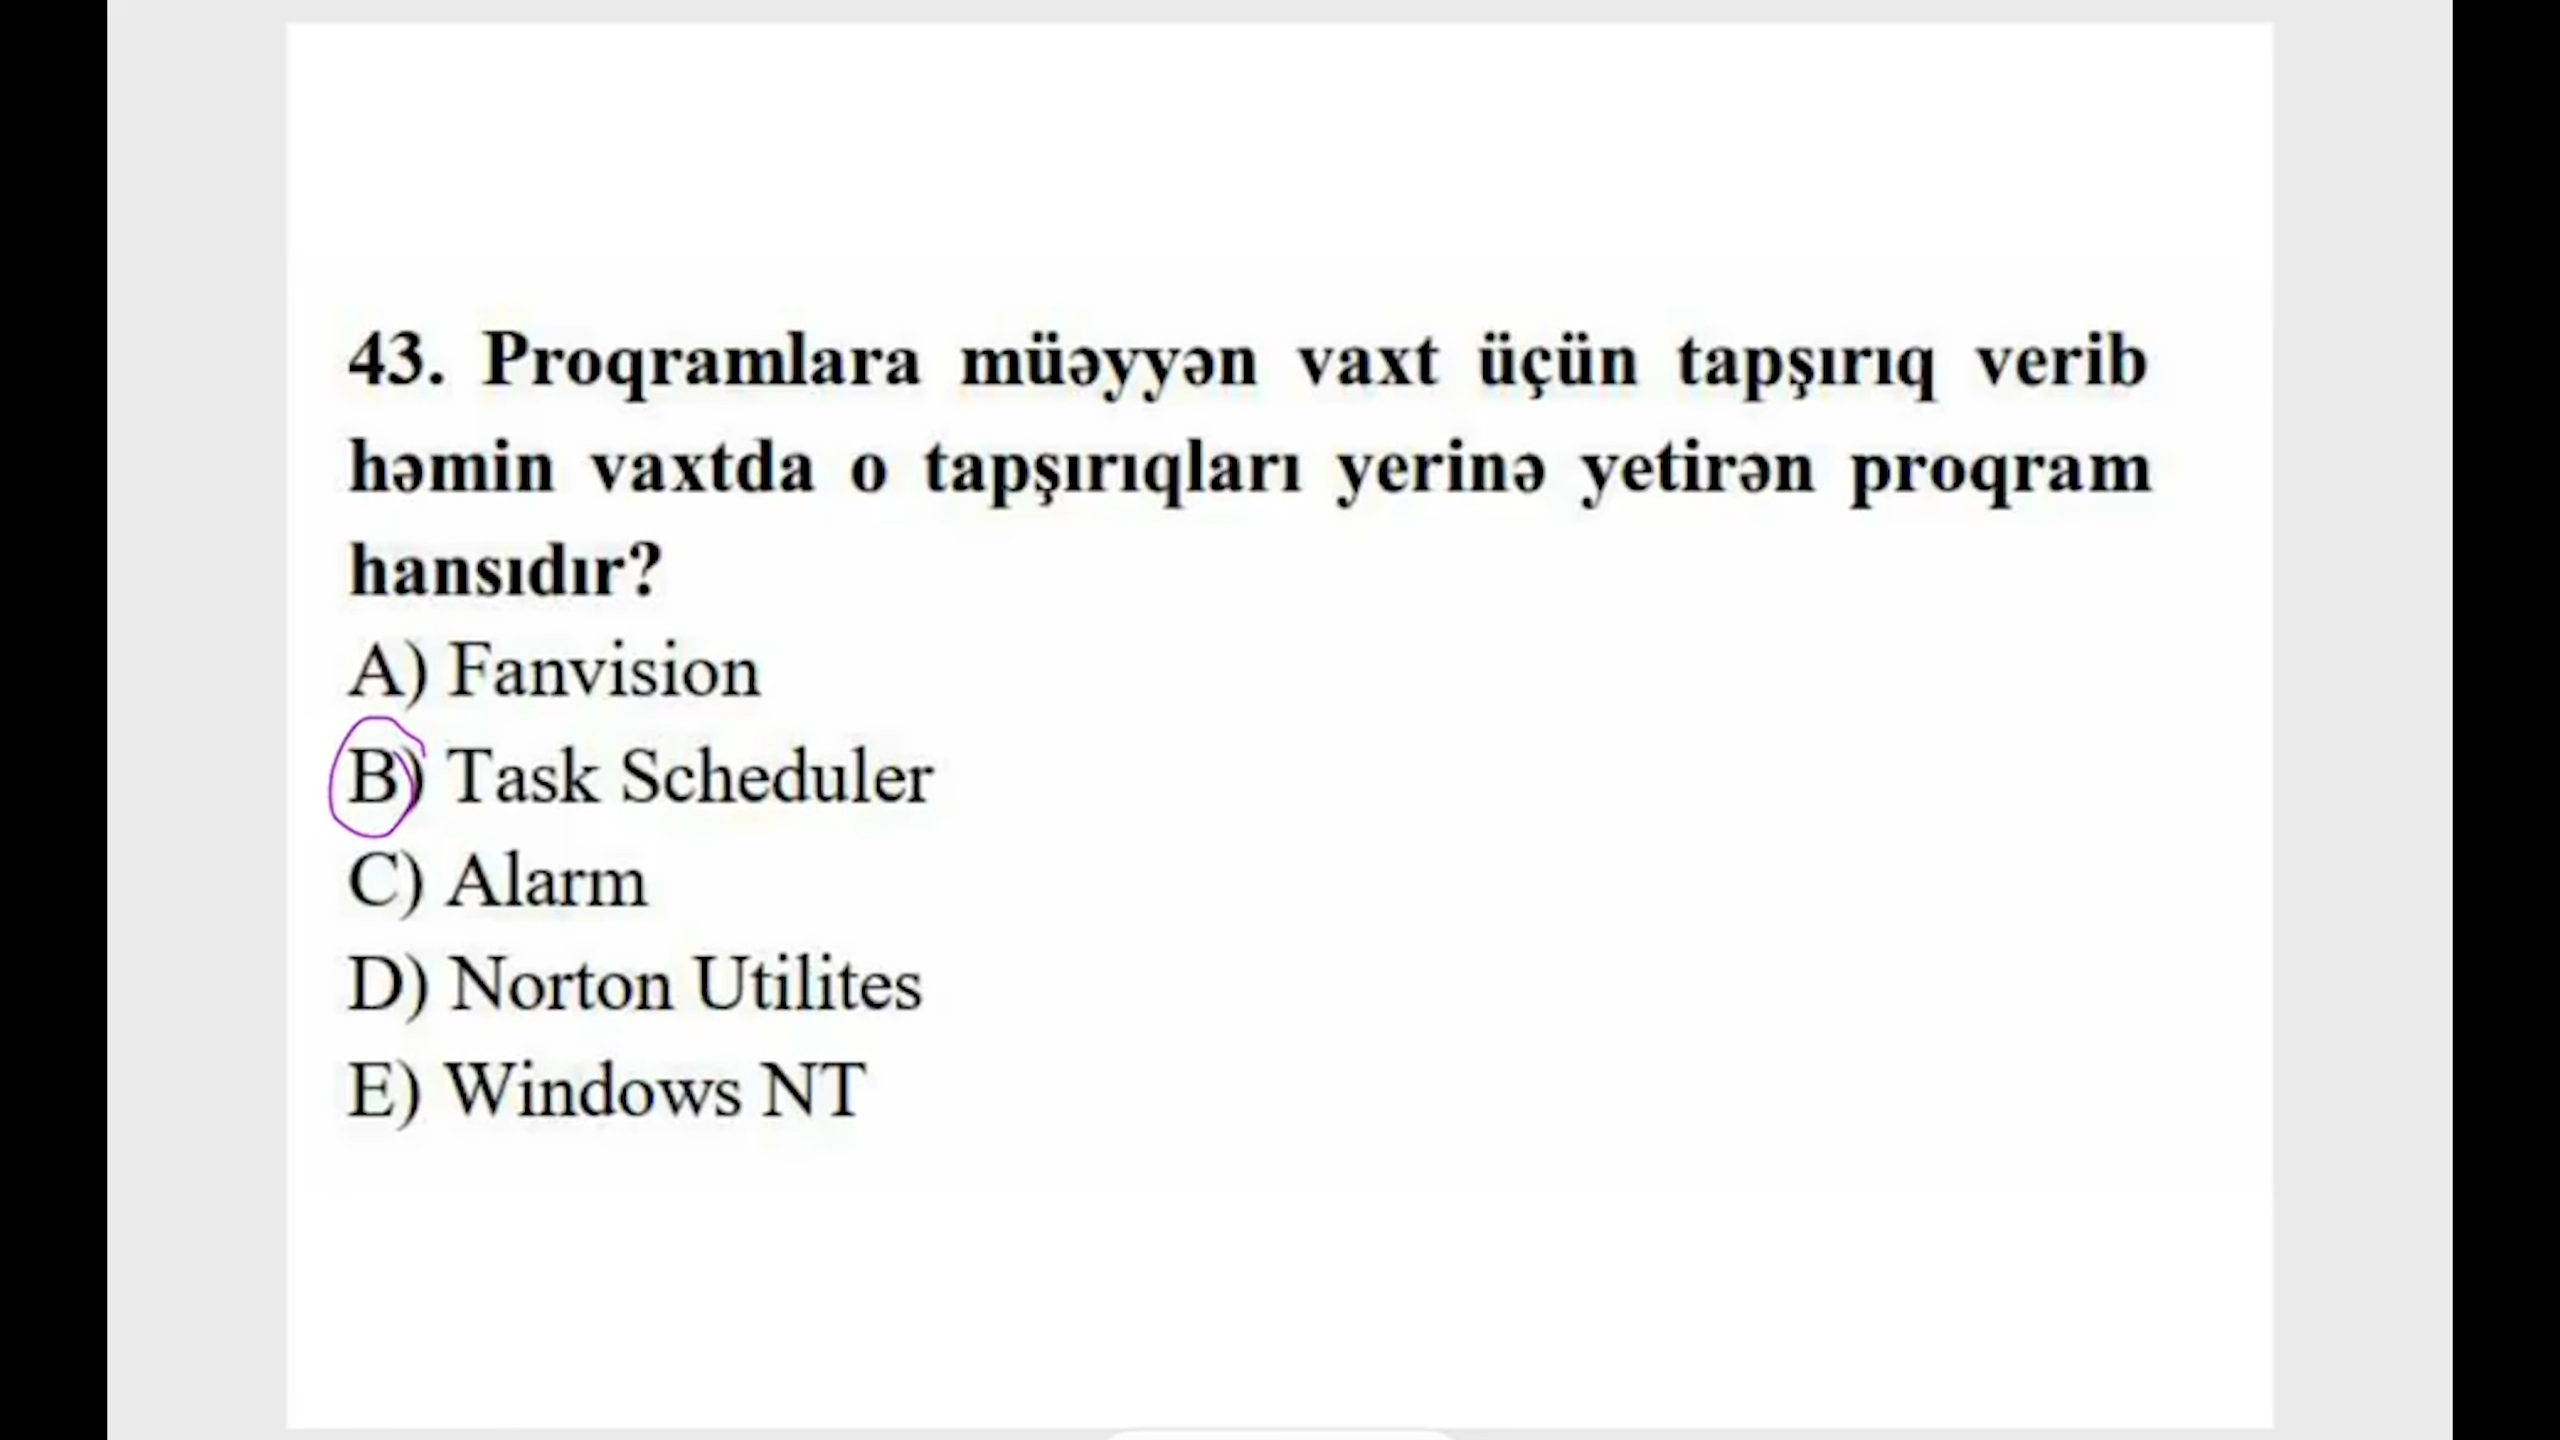 43. Proqramlara müəyyən vaxt üçün tapşırıq verib
həmin vaxtda o tapşırıqları yerinə yetirən proqram
hansıdır?
A) Fanvision
B) Task Scheduler
C) Alarm
D) Norton Utilites
E) Windows NT